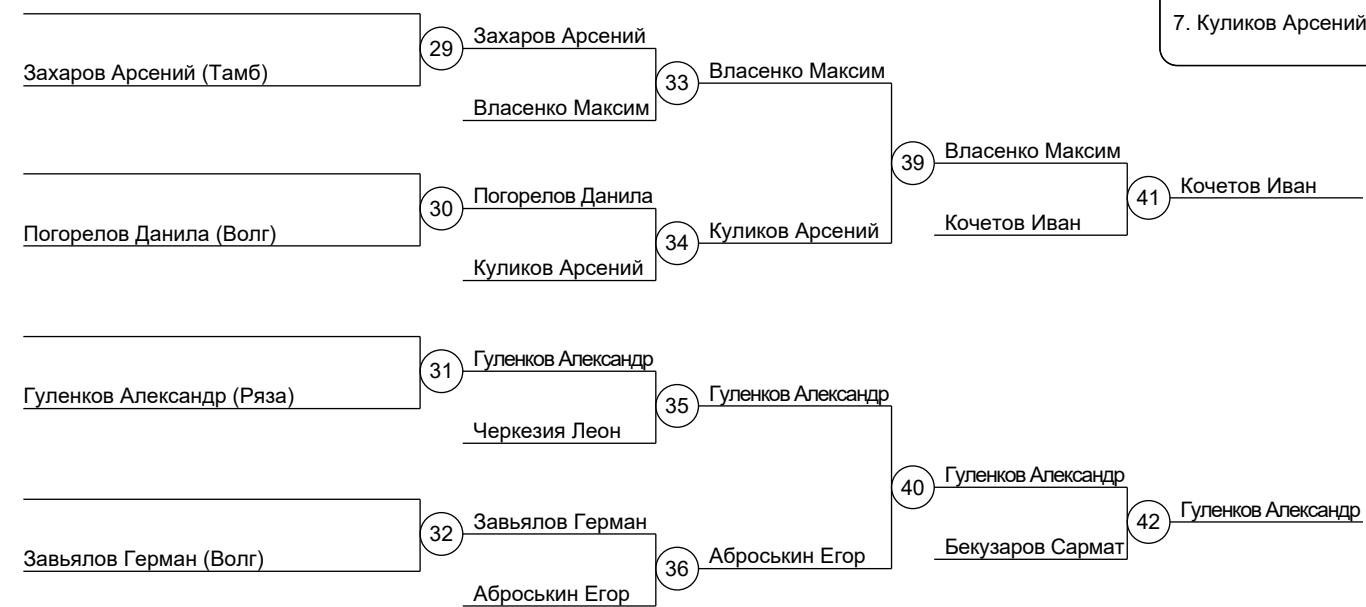 7. Куликов Арсений
29
Захаров Арсений
Захаров Арсений (Тамб)
33
Власенко Максим
Власенко Максим
39
Власенко Максим
30
Погорелов Данила
41
Кочетов Иван
Погорелов Данила (Волг)
34
Куликов Арсений
Кочетов Иван
Куликов Арсений
31
Гуленков Александр
Гуленков Александр (Ряза)
35
Гуленков Александр
Черкезия Леон
40
Гуленков Александр
32
Завьялов Герман
42
Гуленков Александр
Завьялов Герман (Волг)
36
Аброськин Егор
Бекузаров Сармат
Аброськин Егор